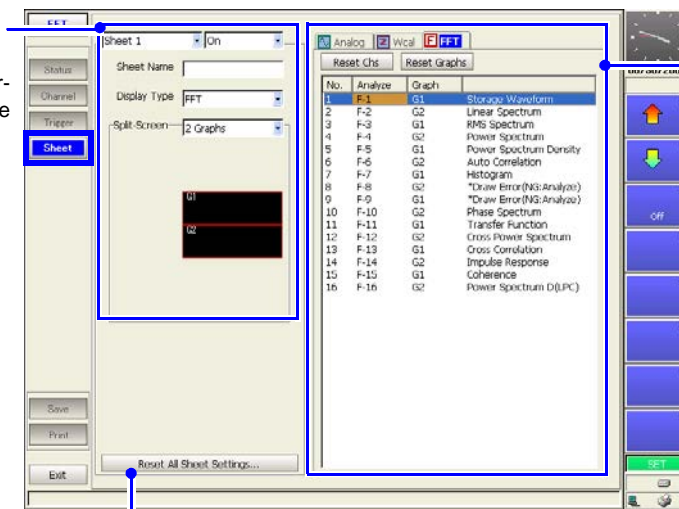 FFT
r-
e
Status
Channel
Trigger
Sheet
Save
Print
Exit
Sheet 1 On
Sheet Name
Display Type FFT
Split-Screen 2 Graphs
G1
G2
Reset All Sheet Settings...
Analog Z Wcal F FFT
Reset Chs Reset Graphs
No. Analyze Graph
1 F-1 G1 Storage Waveform
2 F-2 G2 Linear Spectrum
3 F-3 G1 RMS Spectrum
4 F-4 G2 Power Spectrum
5 F-5 G1 Power Spectrum Density
6 F-6 G2 Auto Correlation
7 F-7 G1 Histogram
8 F-8 G2 *Draw Error(NG:Analyze)
9 F-9 G1 *Draw Error(NG:Analyze)
10 F-10 G2 Phase Spectrum
11 F-11 G1 Transfer Function
12 F-12 G2 Cross Power Spectrum
13 F-13 G1 Cross Correlation
14 F-14 G2 Impulse Response
15 F-15 G1 Coherence
16 F-16 G2 Power Spectrum D(LPC)
Off
SET